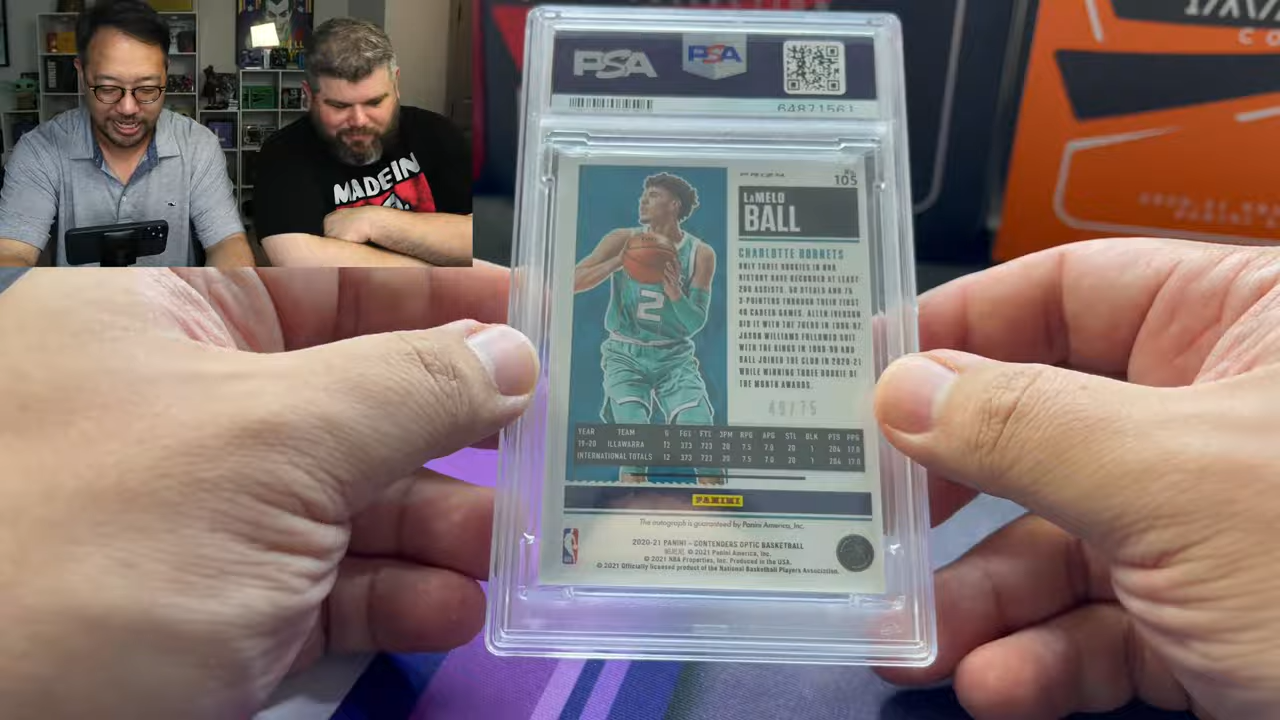 PSA
PSA
64871561
MADE IN
PRIZM
No. 105
LaMELO
BALL
CHARLOTTE HORNETS
ONLY THREE ROOKIES IN OUR
HISTORY HAVE RECORDED AT LEAST
200 ASSISTS, 50 STEALS AND 75
3-POINTERS THROUGH THEIR FIRST
40 CAREER GAMES. ALLEN IVERSON
DID IT WITH THE 76ERS IN 1996-97,
JASON WILLIAMS FOLLOWED SUIT
WITH THE KINGS IN 1998-99 AND
BALL JOINED THE CLUB IN 2020-21
WHILE WINNING THREE ROOKIE OF
THE MONTH AWARDS.
2
49/75
YEAR TEAM G FG% FT% 3PM RPG APG STL BLK PTS PPG
19-20 ILLAWARRA 12 .373 .723 20 7.5 7.0 20 1 204 17.0
INTERNATIONAL TOTALS 12 .373 .723 20 7.5 7.0 20 1 204 17.0
PANINI
The autograph is guaranteed by Panini America, Inc.
2020-21 PANINI – CONTENDERS OPTIC BASKETBALL
© 2021 Panini America, Inc.
© 2021 NBA Properties, Inc. Produced in the USA.
© 2021 Officially licensed product of the National Basketball Players Association.